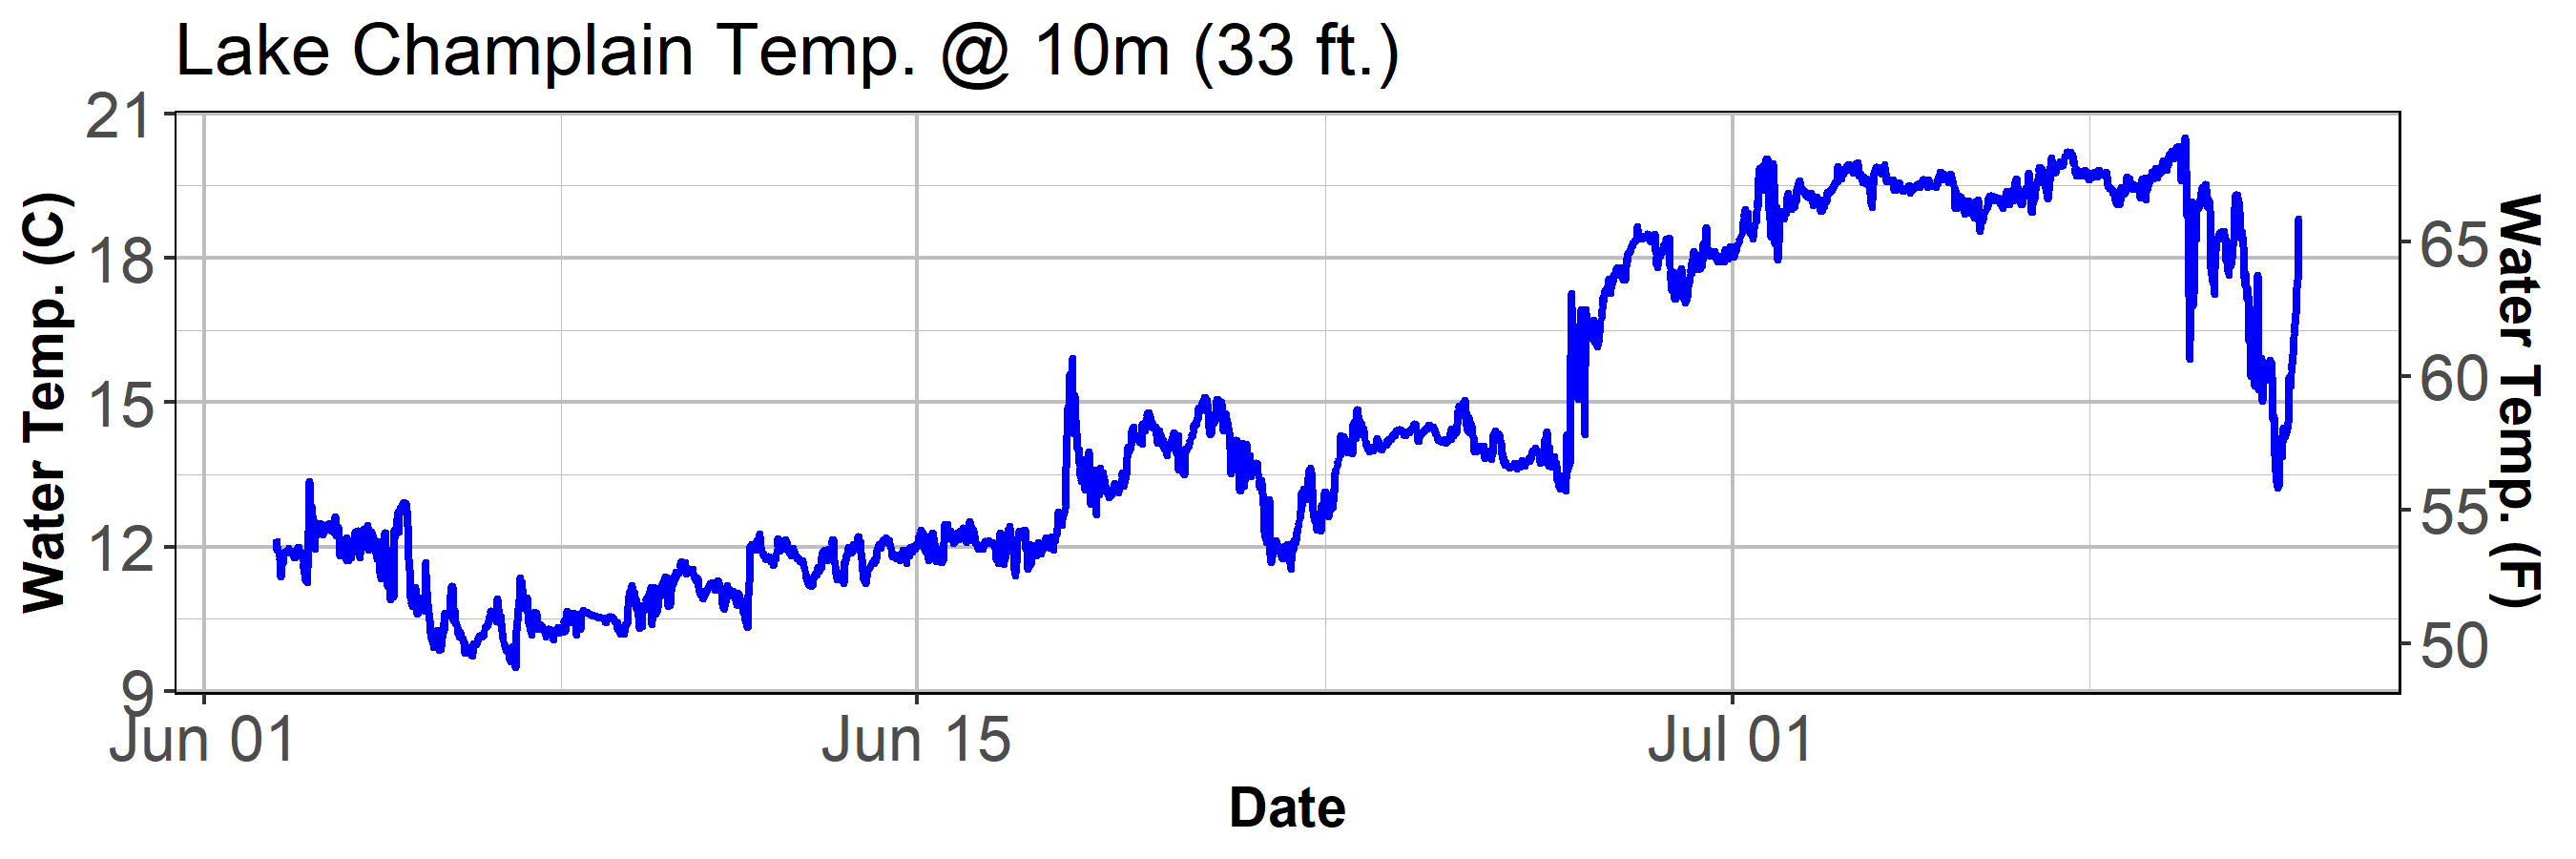 Lake Champlain Temp. @ 10m (33 ft.)
21
18
15
12
9
Water Temp. (C)
65
60
55
50
Water Temp. (F)
Jun 01
Jun 15
Jul 01
Date